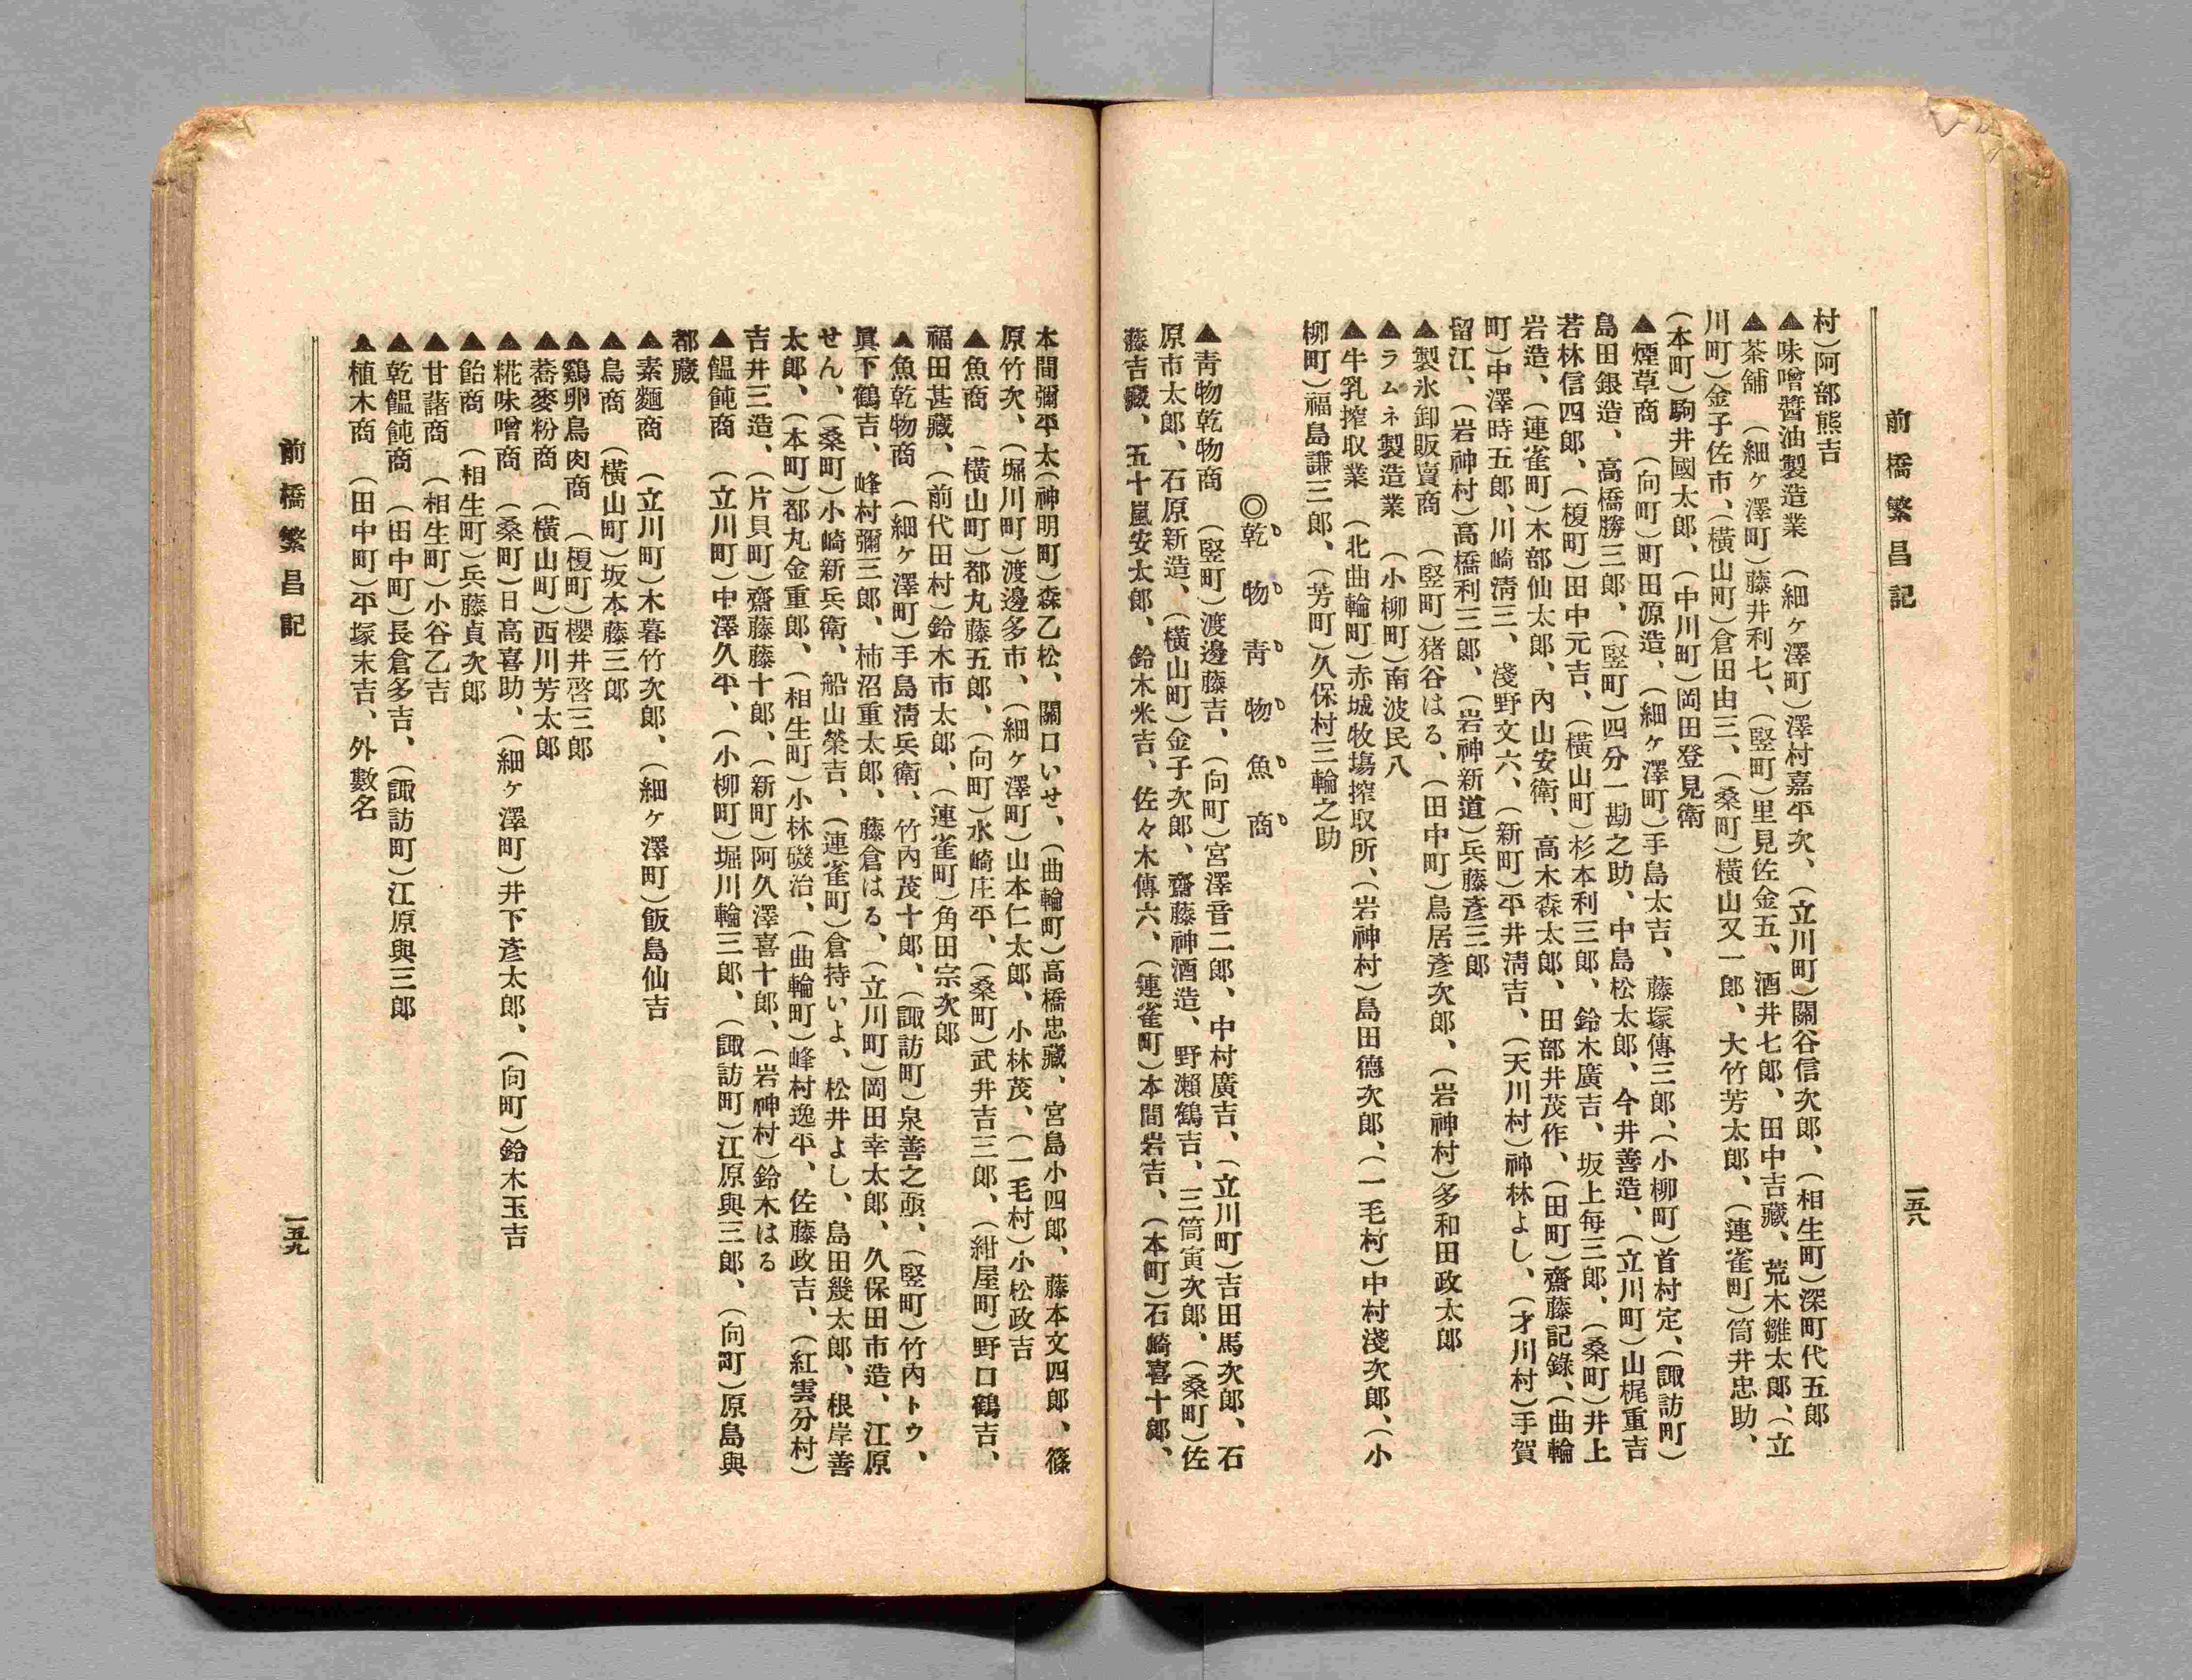 前橋繁昌記
一五八
村)阿部熊吉
▲味噌醬油製造業　(細ヶ澤町)澤村嘉平次、(立川町)關谷信次郎、(相生町)深町代五郎
▲茶舖　(細ヶ澤町)藤井利七、(竪町)里見佐金五、酒井七郎、田中吉藏、荒木雛太郎、(立
川町)金子佐市、(横山町)倉田由三、(桑町)横山又一郎、大竹芳太郎、(連雀町)筒井忠助、
(本町)駒井國太郎、(中川町)岡田登見衛
▲煙草商　(向町)町田源造、(細ヶ澤町)手島太吉、藤塚傳三郎、(小柳町)首村定、(諏訪町)
島田銀造、高橋勝三郎、(竪町)四分一勘之助、中島松太郎、今井善造、(立川町)山梶重吉
若林信四郎、(榎町)田中元吉、(横山町)杉本利三郎、鈴木廣吉、坂上毎三郎、(桑町)井上
岩造、(連雀町)木部仙太郎、內山安衛、高木森太郎、田部井茂作、(田町)齋藤記錄、(曲輪
町)中澤時五郎、川崎淸三、淺野文六、(新町)平井淸吉、(天川村)神林よし、(才川村)手賀
留江、(岩神村)高橋利三郎、(岩神新道)兵藤彥三郎
▲製氷卸販賣商　(竪町)猪谷はる、(田中町)鳥居彥次郎、(岩神村)多和田政太郎
▲ラムネ製造業　(小柳町)南波民八
▲牛乳搾取業　(北曲輪町)赤城牧塲搾取所、(岩神村)島田德次郎、(一毛村)中村淺次郎、(小
柳町)福島謙三郎、(芳町)久保村三輪之助
◎乾物靑物魚商
▲靑物乾物商　(竪町)渡邊藤吉、(向町)宮澤音二郎、中村廣吉、(立川町)吉田馬次郎、石
原市太郎、石原新造、(橫山町)金子次郎、齋藤神酒造、野瀨鶴吉、三筒寅次郎、(桑町)佐
藤吉藏、五十嵐安太郎、鈴木米吉、佐々木傳六、(連雀町)本間岩吉、(本町)石崎喜十郎、
本間彌平太(神明町)森乙松、關口いせ、(曲輪町)高橋忠藏、宮島小四郎、藤本文四郎、篠
原竹次、(堀川町)渡邊多市、(細ヶ澤町)山本仁太郎、小林茂、(一毛村)小松政吉
▲魚商　(橫山町)都丸藤五郎、(向町)水崎庄平、(桑町)武井吉三郎、(紺屋町)野口鶴吉、
福田甚藏、(前代田村)鈴木市太郎、(連雀町)角田宗次郎
▲魚乾物商　(細ヶ澤町)手島淸兵衛、竹內茂十郎、(諏訪町)泉善之亟、(竪町)竹內トウ、
眞下鶴吉、峰村彌三郎、柿沼重太郎、藤倉はる、(立川町)岡田幸太郎、久保田市造、江原
せん、(桑町)小崎新兵衛、船山榮吉、(連雀町)倉持いよ、松井よし、島田幾太郎、根岸善
太郎、(本町)都丸金重郎、(相生町)小林磯治、(曲輪町)峰村逸平、佐藤政吉、(紅雲分村)
吉井三造、(片貝町)齋藤藤十郎、(新町)阿久澤喜十郎、(岩神村)鈴木はる
▲饂飩商　(立川町)中澤久平、(小柳町)堀川輪三郎、(諏訪町)江原與三郎、(向町)原島與
都藏
▲素麵商　(立川町)木暮竹次郎、(細ヶ澤町)飯島仙吉
▲鳥商　(橫山町)坂本藤三郎
▲鷄卵鳥肉商　(榎町)櫻井啓三郎
▲蕎麥粉商　(橫山町)西川芳太郎
▲糀味噌商　(桑町)日高喜助、(細ヶ澤町)井下彥太郎、(向町)鈴木玉吉
▲飴商　(相生町)兵藤貞次郎
▲甘藷商　(相生町)小谷乙吉
▲乾饂飩商　(田中町)長倉多吉、(諏訪町)江原與三郎
▲植木商　(田中町)平塚末吉、外數名
前橋繁昌記
一五九